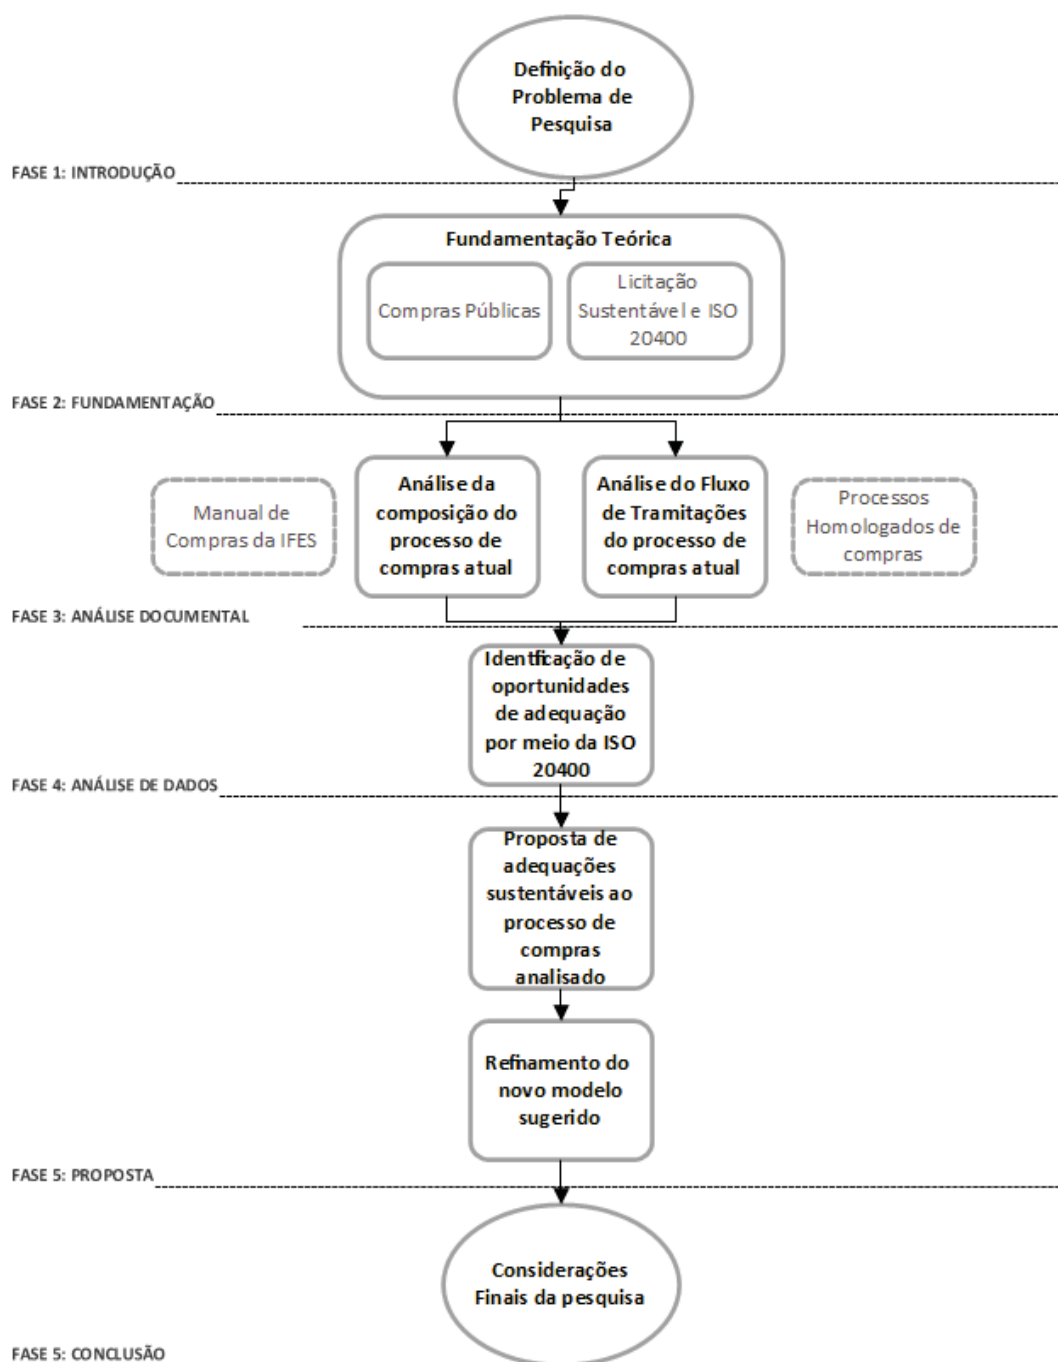 Definição do
Problema de
Pesquisa
FASE 1: INTRODUÇÃO
Fundamentação Teórica
Compras Públicas
Licitação
Sustentável e ISO
20400
FASE 2: FUNDAMENTAÇÃO
Manual de
Compras da IFES
Análise da
composição do
processo de
compras atual
Análise do Fluxo
de Tramitações
do processo de
compras atual
Processos
Homologados de
compras
FASE 3: ANÁLISE DOCUMENTAL
Identificação de
oportunidades
de adequação
por meio da ISO
20400
FASE 4: ANÁLISE DE DADOS
Proposta de
adequações
sustentáveis ao
processo de
compras
analisado
Refinamento do
novo modelo
sugerido
FASE 5: PROPOSTA
Considerações
Finais da pesquisa
FASE 5: CONCLUSÃO